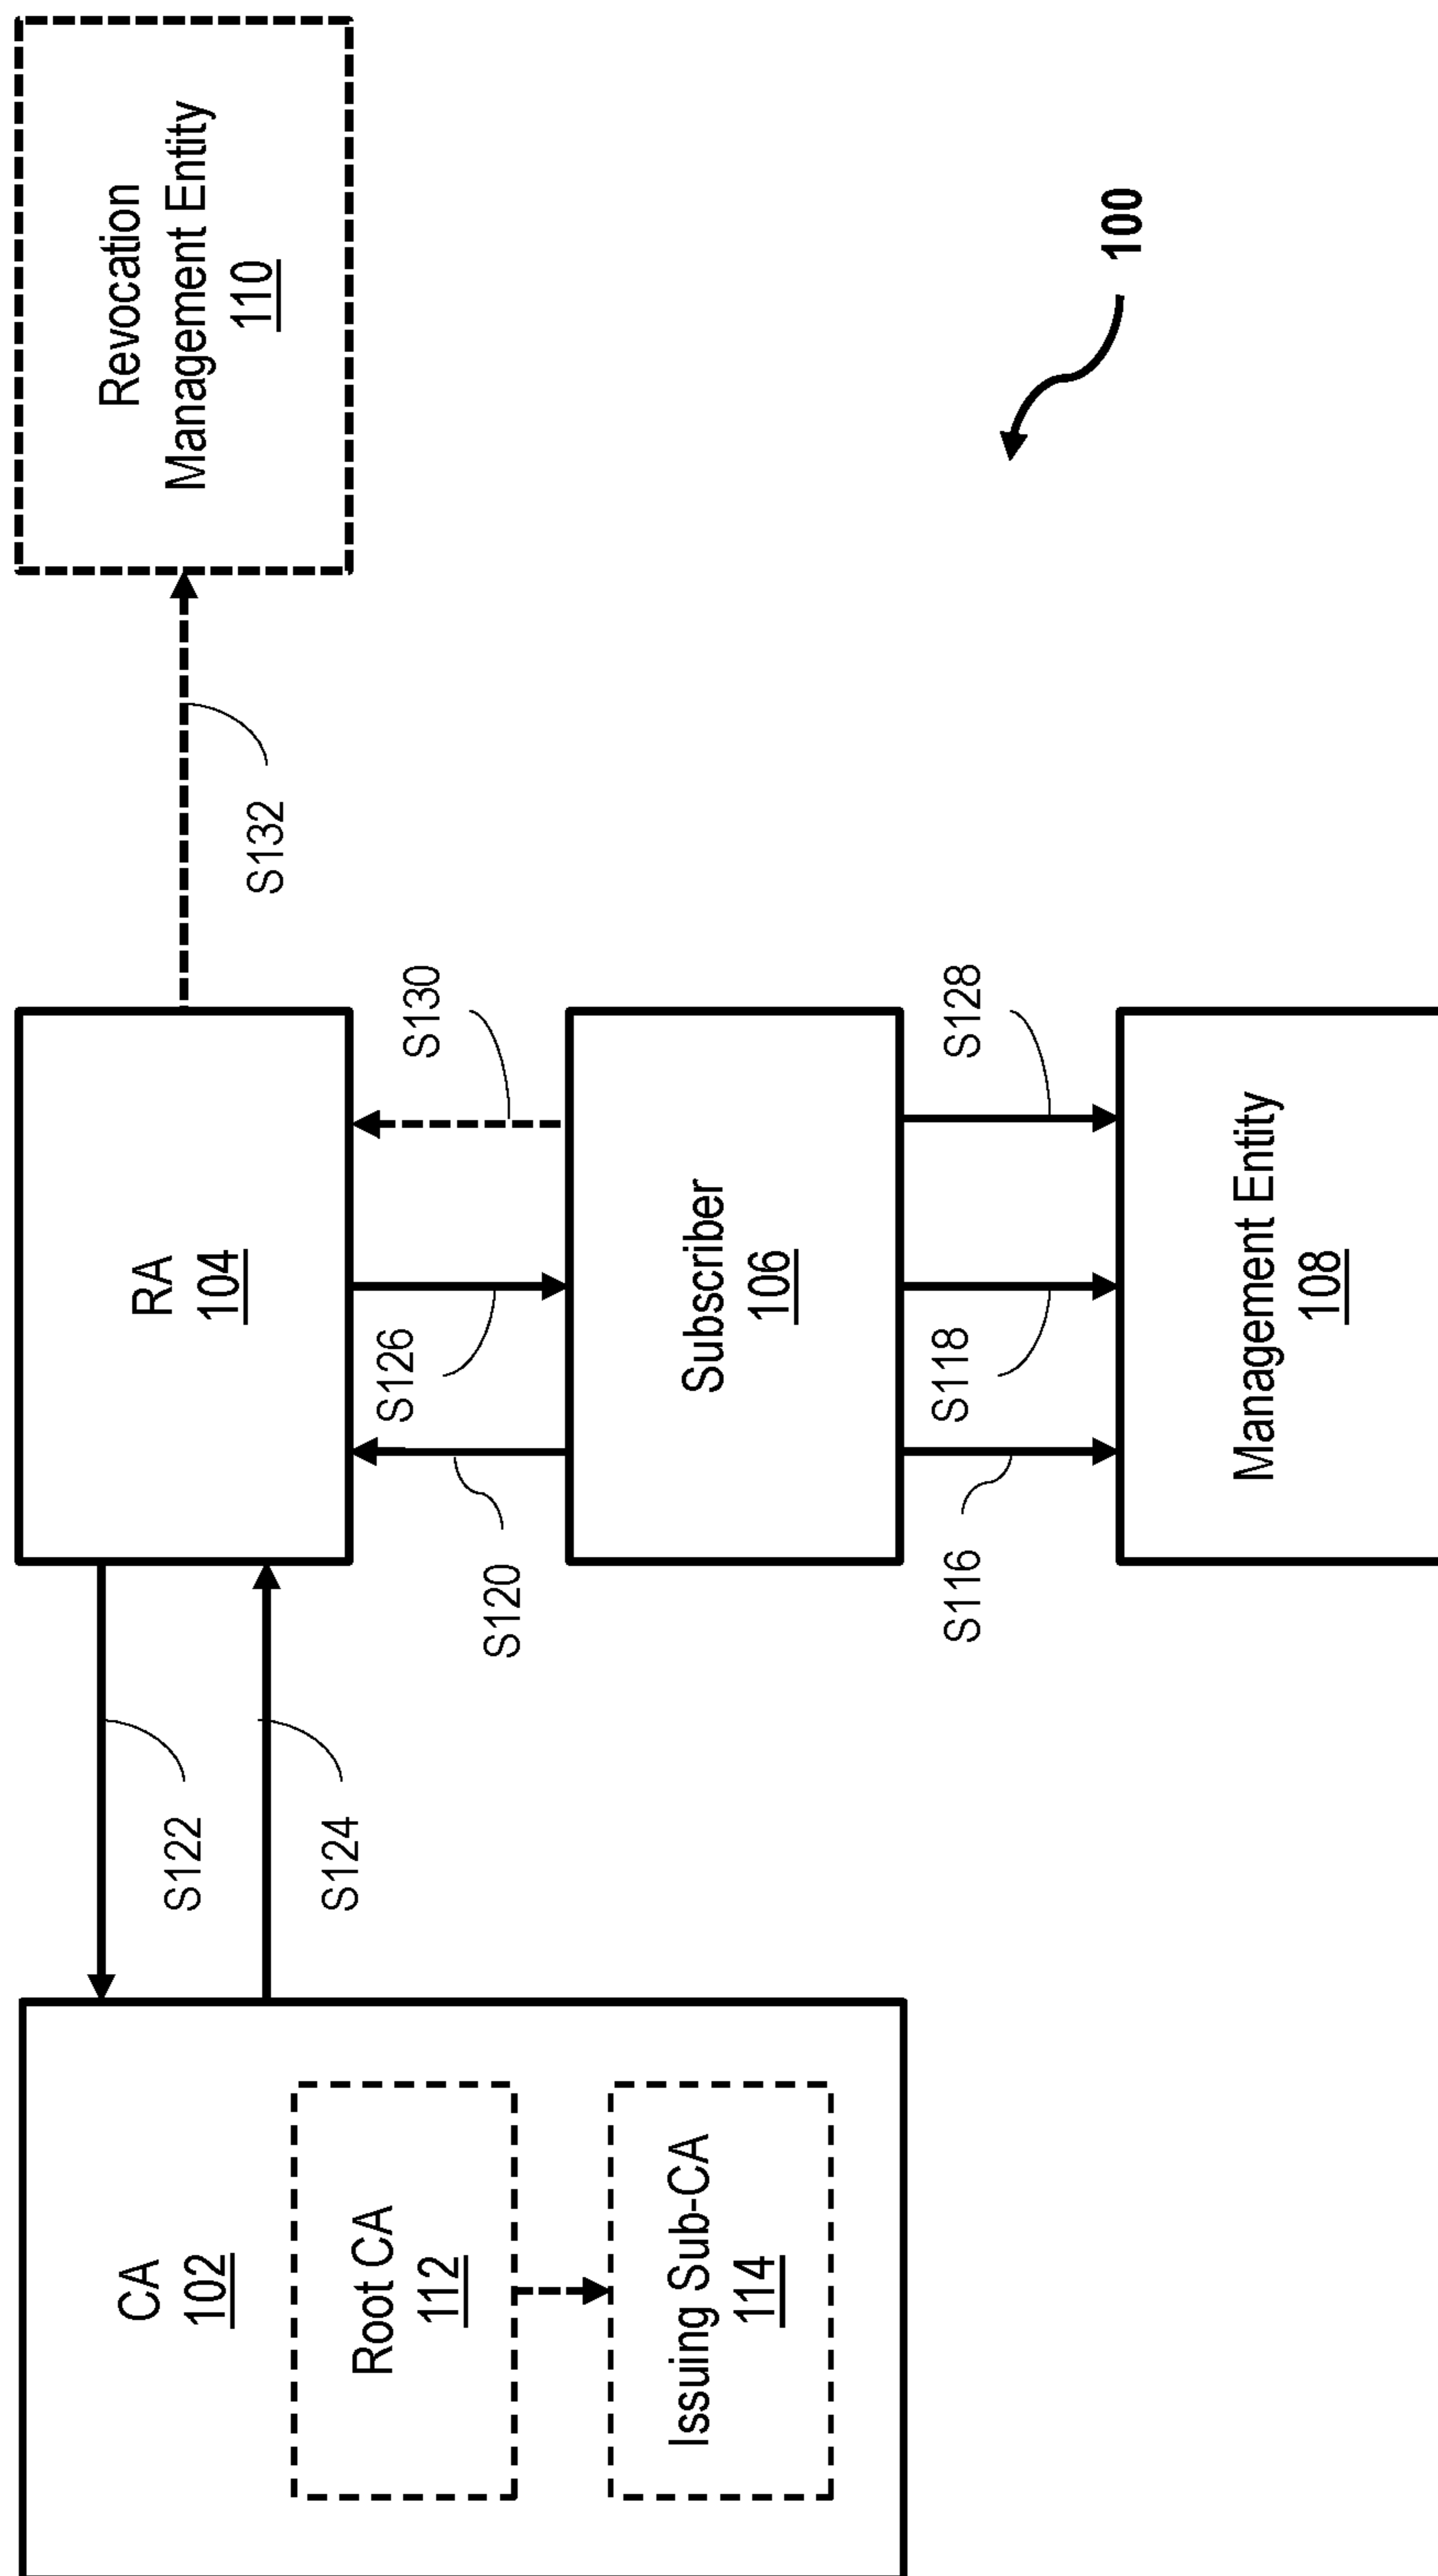 CA
102
Root CA
112
Issuing Sub-CA
114
S122
S124
RA
104
S120
S126
S130
Subscriber
106
S116
S118
S128
Management Entity
108
S132
Revocation
Management Entity
110
100